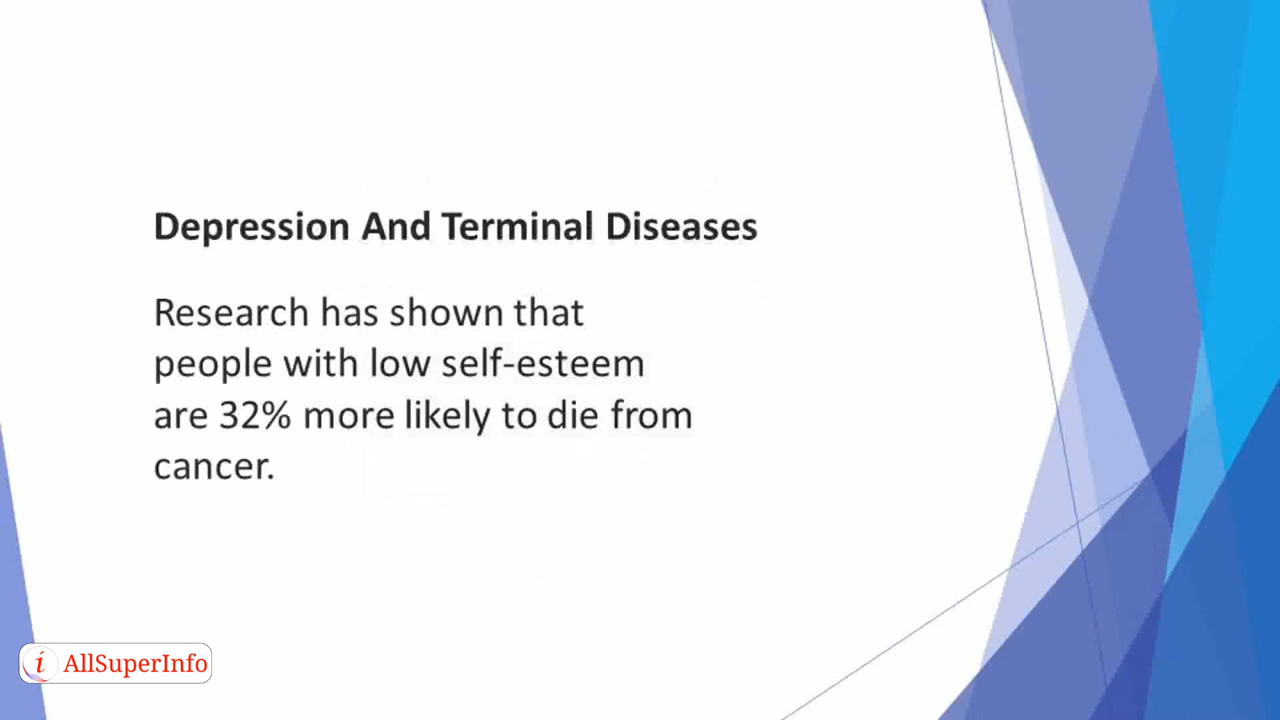 Depression And Terminal Diseases
Research has shown that
people with low self-esteem
are 32% more likely to die from
cancer.
i AllSuperInfo